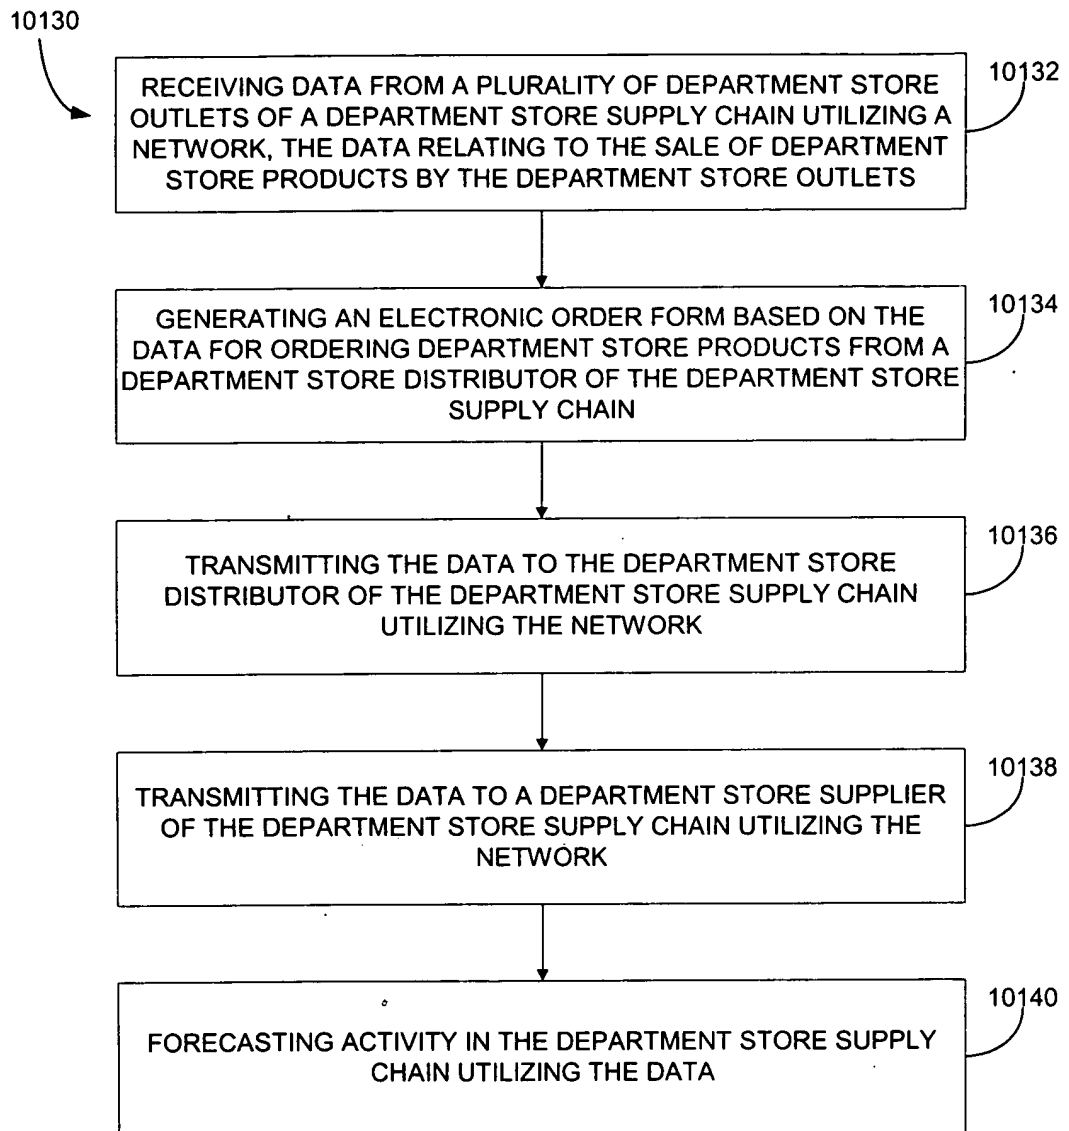 10130
10132
RECEIVING DATA FROM A PLURALITY OF DEPARTMENT STORE
OUTLETS OF A DEPARTMENT STORE SUPPLY CHAIN UTILIZING A
NETWORK, THE DATA RELATING TO THE SALE OF DEPARTMENT
STORE PRODUCTS BY THE DEPARTMENT STORE OUTLETS
10134
GENERATING AN ELECTRONIC ORDER FORM BASED ON THE
DATA FOR ORDERING DEPARTMENT STORE PRODUCTS FROM A
DEPARTMENT STORE DISTRIBUTOR OF THE DEPARTMENT STORE
SUPPLY CHAIN
10136
TRANSMITTING THE DATA TO THE DEPARTMENT STORE
DISTRIBUTOR OF THE DEPARTMENT STORE SUPPLY CHAIN
UTILIZING THE NETWORK
10138
TRANSMITTING THE DATA TO A DEPARTMENT STORE SUPPLIER
OF THE DEPARTMENT STORE SUPPLY CHAIN UTILIZING THE
NETWORK
10140
FORECASTING ACTIVITY IN THE DEPARTMENT STORE SUPPLY
CHAIN UTILIZING THE DATA